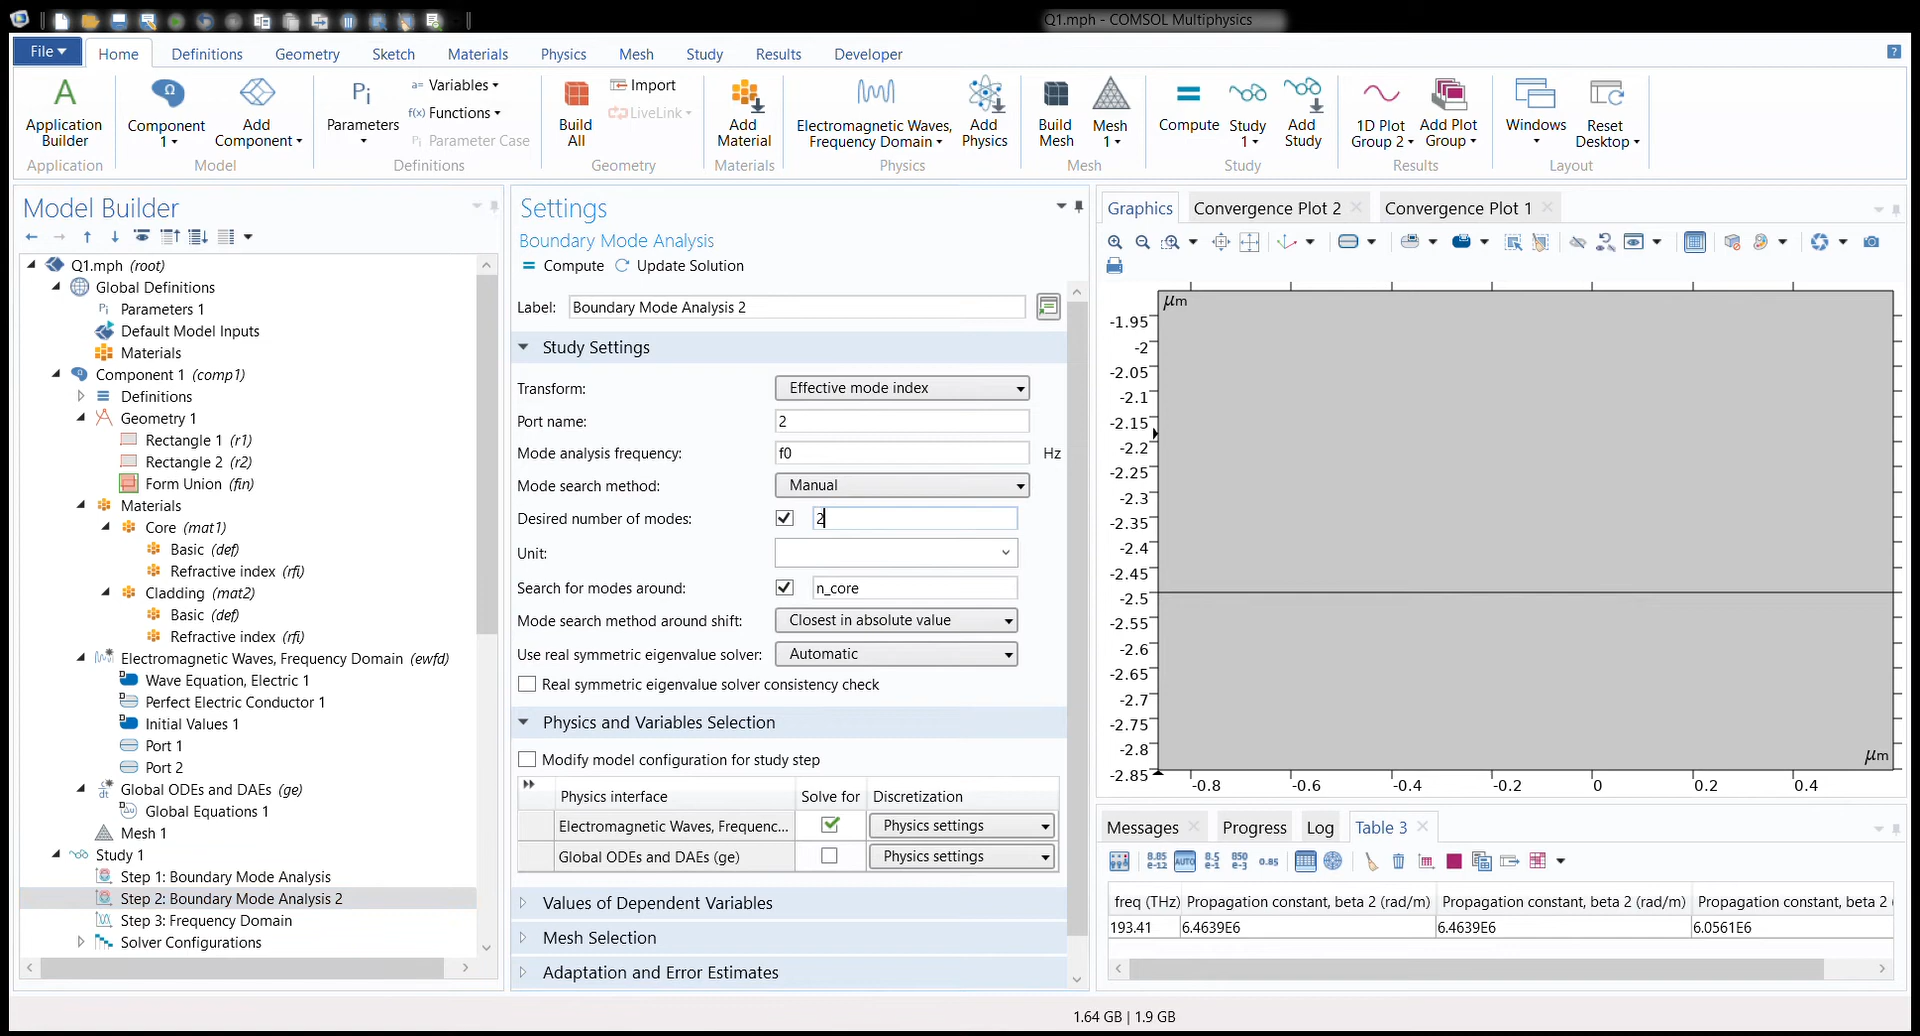 Q1.mph - COMSOL Multiphysics
File Home Definitions Geometry Sketch Materials Physics Mesh Study Results Developer
Application Builder
Component 1
Add Component
Pi
Parameters
a= Variables
f(x) Functions
Pi Parameter Case
Build All
Import
LiveLink
Add Material
Electromagnetic Waves, Frequency Domain
Add Physics
Build Mesh
Mesh 1
Compute
Study 1
Add Study
1D Plot Group 2
Add Plot Group
Windows
Reset Desktop
Application Model Definitions Geometry Materials Physics Mesh Study Results Layout
Model Builder
Q1.mph (root)
Global Definitions
Pi Parameters 1
Default Model Inputs
Materials
Component 1 (comp1)
Definitions
Geometry 1
Rectangle 1 (r1)
Rectangle 2 (r2)
Form Union (fin)
Materials
Core (mat1)
Basic (def)
Refractive index (rfi)
Cladding (mat2)
Basic (def)
Refractive index (rfi)
Electromagnetic Waves, Frequency Domain (ewfd)
Wave Equation, Electric 1
Perfect Electric Conductor 1
Initial Values 1
Port 1
Port 2
Global ODEs and DAEs (ge)
Global Equations 1
Mesh 1
Study 1
Step 1: Boundary Mode Analysis
Step 2: Boundary Mode Analysis 2
Step 3: Frequency Domain
Solver Configurations
Settings
Boundary Mode Analysis
= Compute Update Solution
Label: Boundary Mode Analysis 2
Study Settings
Transform: Effective mode index
Port name: 2
Mode analysis frequency: f0 Hz
Mode search method: Manual
Desired number of modes: 2
Unit:
Search for modes around: n_core
Mode search method around shift: Closest in absolute value
Use real symmetric eigenvalue solver: Automatic
Real symmetric eigenvalue solver consistency check
Physics and Variables Selection
Modify model configuration for study step
Physics interface Solve for Discretization
Electromagnetic Waves, Frequenc... Physics settings
Global ODEs and DAEs (ge) Physics settings
Values of Dependent Variables
Mesh Selection
Adaptation and Error Estimates
Graphics Convergence Plot 2 Convergence Plot 1
μm
-1.95
-2
-2.05
-2.1
-2.15
-2.2
-2.25
-2.3
-2.35
-2.4
-2.45
-2.5
-2.55
-2.6
-2.65
-2.7
-2.75
-2.8
-2.85
μm
-0.8 -0.6 -0.4 -0.2 0 0.2 0.4
Messages Progress Log Table 3
8.85 e-12 AUTO 8.5 e-1 850 e-3 0.85
freq (THz) Propagation constant, beta 2 (rad/m) Propagation constant, beta 2 (rad/m) Propagation constant, beta 2 (
193.41 6.4639E6 6.4639E6 6.0561E6
1.64 GB | 1.9 GB